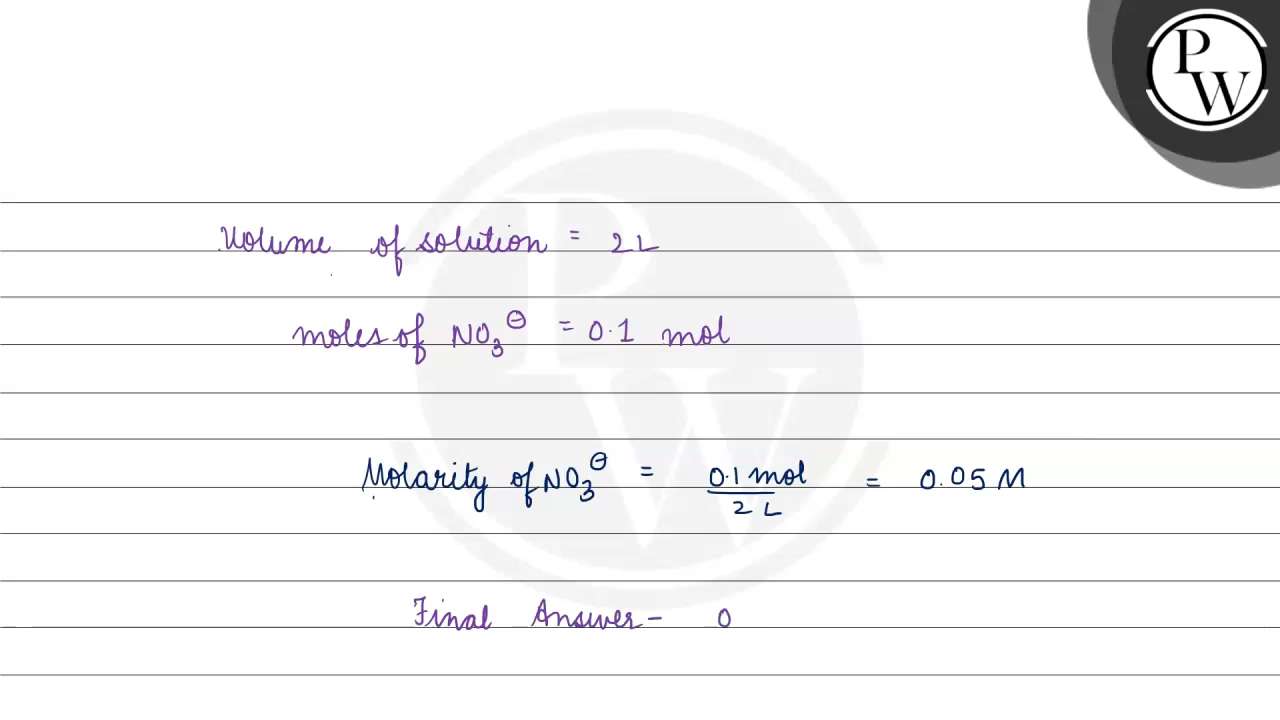 PW
Volume of solution = 2L
moles of NO₃⊖ = 0.1 mol
Molarity of NO₃⊖ = 0.1 mol / 2 L = 0.05 M
Final Answer - 0